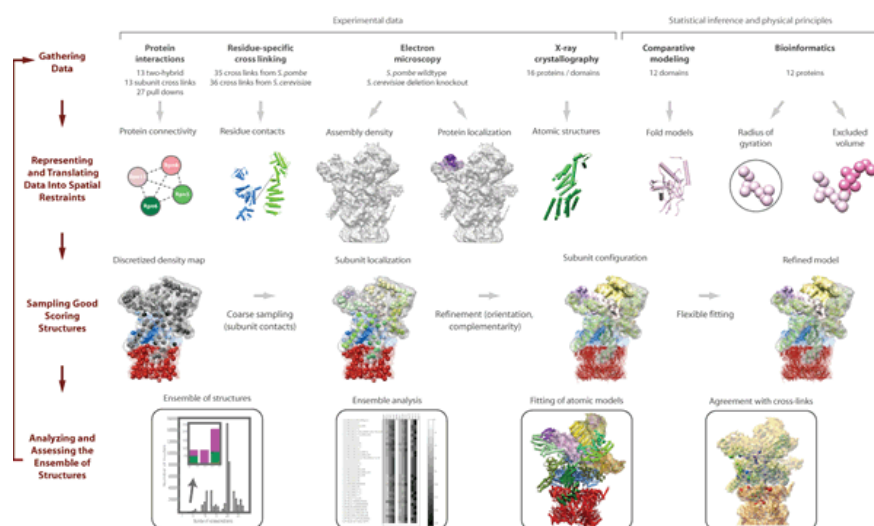 Experimental data
Statistical inference and physical principles
Gathering
Data
Protein
interactions
13 two-hybrid
13 subunit cross links
27 pull downs
Residue-specific
cross linking
35 cross links from S.pombe
36 cross links from S.cerevisize
Electron
microscopy
S.pombe wildtype
S cerevisiae deletion knockout
X-ray
crystallography
16 proteins / domains
Comparative
modeling
12 domains
Bioinformatics
12 proteins
Representing
and Translating
Data Into Spatial
Restraints
Protein connectivity
Residue contacts
Assembly density
Protein localization
Atomic structures
Fold models
Radius of
gyration
Excluded
volume
Sampling Good
Scoring
Structures
Discretized density map
Coarse sampling
(subunit contacts)
Subunit localization
Refinement (orientation,
complementarity)
Subunit configuration
Flexible fitting
Refined model
Analyzing and
Assessing the
Ensemble of
Structures
Ensemble of structures
Ensemble analysis
Fitting of atomic models
Agreement with cross-links